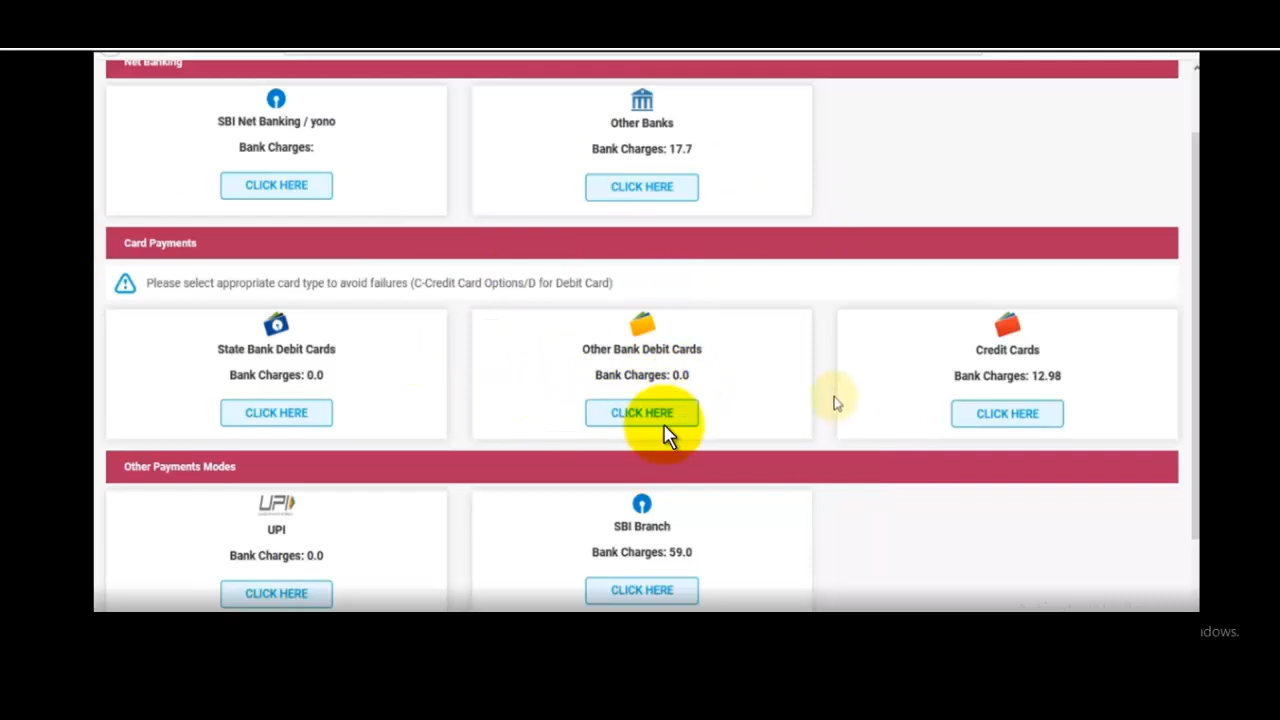 Net Banking
SBI Net Banking / yono
Bank Charges:
CLICK HERE
Other Banks
Bank Charges: 17.7
CLICK HERE
Card Payments
Please select appropriate card type to avoid failures (C-Credit Card Options/D for Debit Card)
State Bank Debit Cards
Bank Charges: 0.0
CLICK HERE
Other Bank Debit Cards
Bank Charges: 0.0
CLICK HERE
Credit Cards
Bank Charges: 12.98
CLICK HERE
Other Payments Modes
UPI
UPI
Bank Charges: 0.0
CLICK HERE
SBI Branch
Bank Charges: 59.0
CLICK HERE